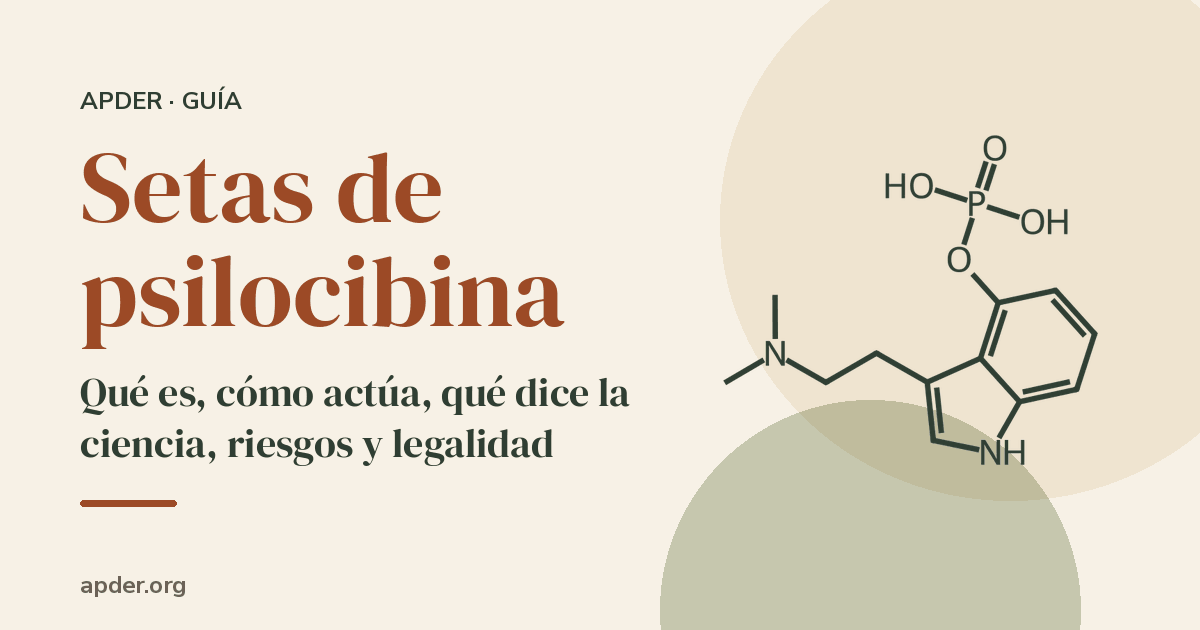 APDER · GUÍA
Setas de
psilocibina
Qué es, cómo actúa, qué dice la
ciencia, riesgos y legalidad
apder.org
O
HO
P
OH
O
N
NH